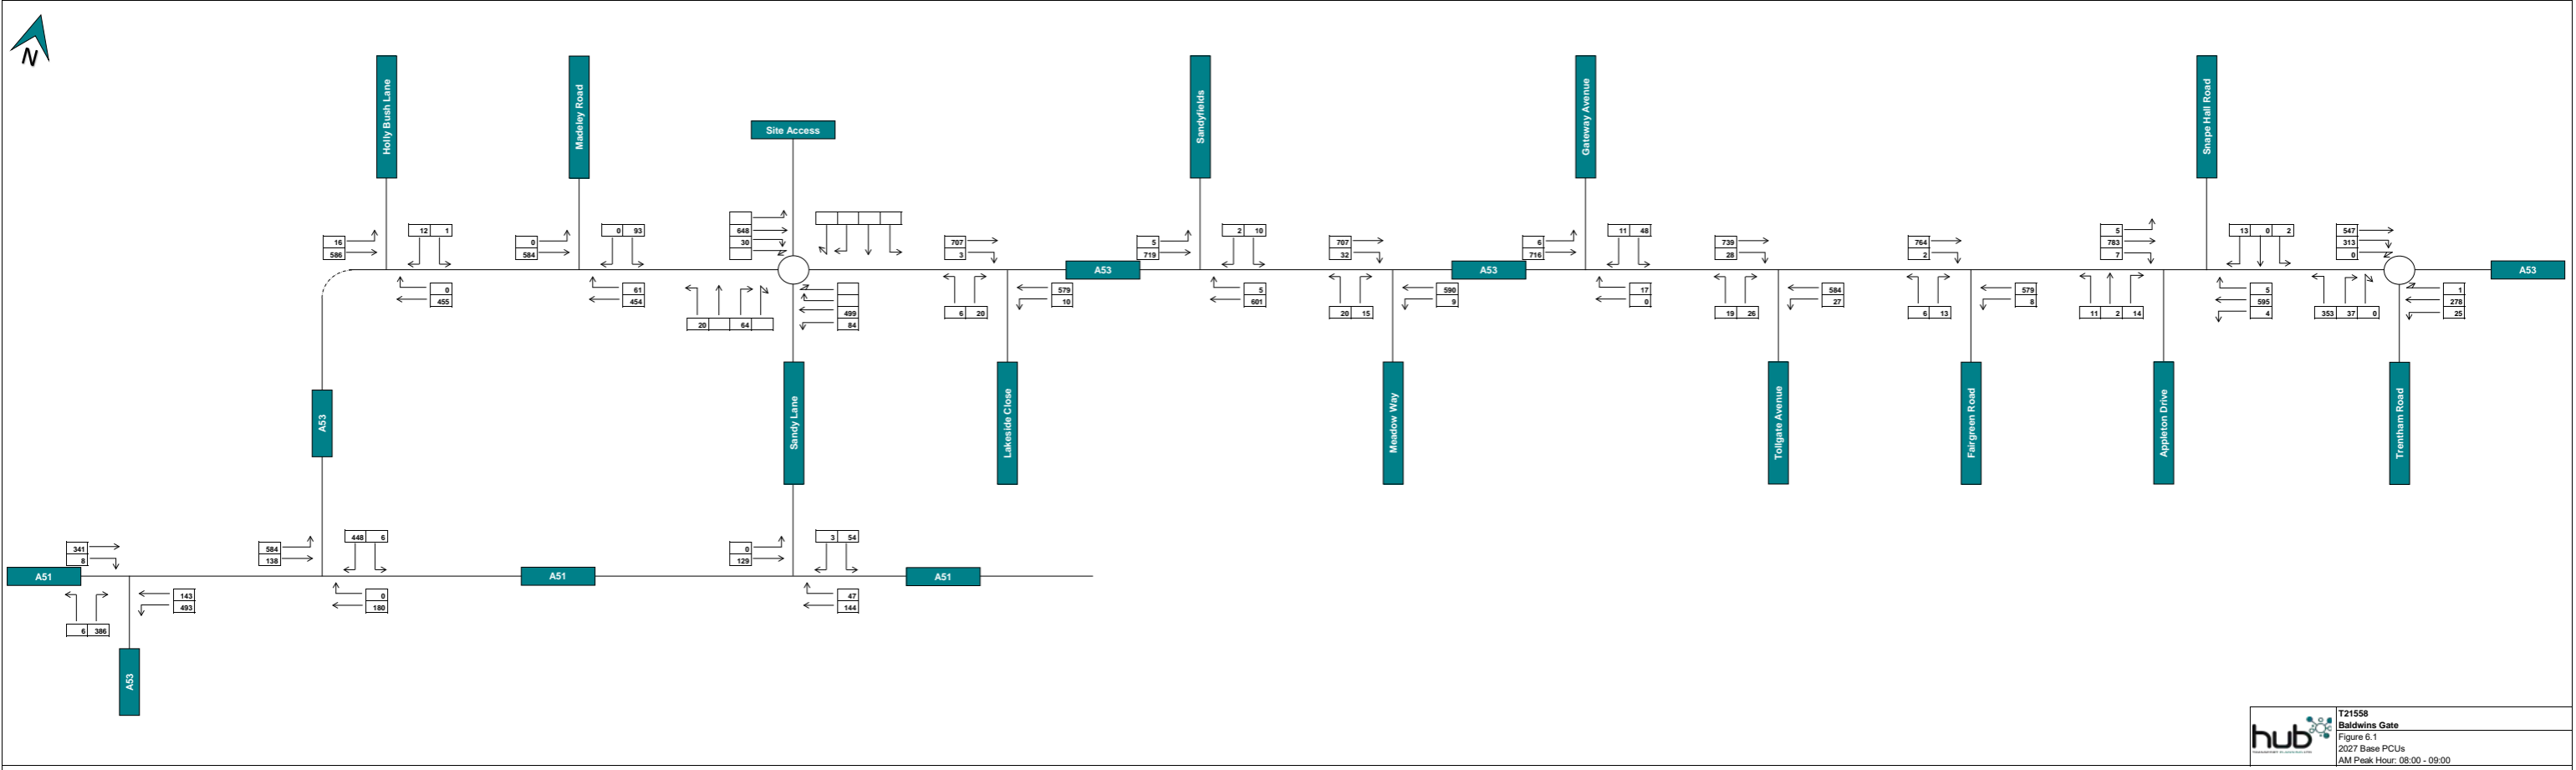 N
Holly Bush Lane
Madeley Road
Site Access
Sandyfields
Gateway Avenue
Snape Hall Road
16
586
12 1
0
455
0
584
0 93
61
454
648
30
20 64
499
84
707
3
6 20
579
10
A53
5
719
2 10
5
601
707
32
20 15
590
9
A53
6
716
11 48
17
0
739
28
19 26
584
27
764
2
6 13
579
8
5
783
7
11 2 14
13 0 2
5
595
4
547
313
0
353 37 0
1
278
25
A53
A53
Sandy Lane
Lakeside Close
Meadow Way
Tollgate Avenue
Fairgreen Road
Appleton Drive
Trentham Road
341
8
A51
6 386
143
493
A53
584
138
448 6
0
180
A51
0
129
3 54
47
144
A51
hub
T21558
Baldwins Gate
Figure 6.1
2027 Base PCUs
AM Peak Hour: 08:00 - 09:00